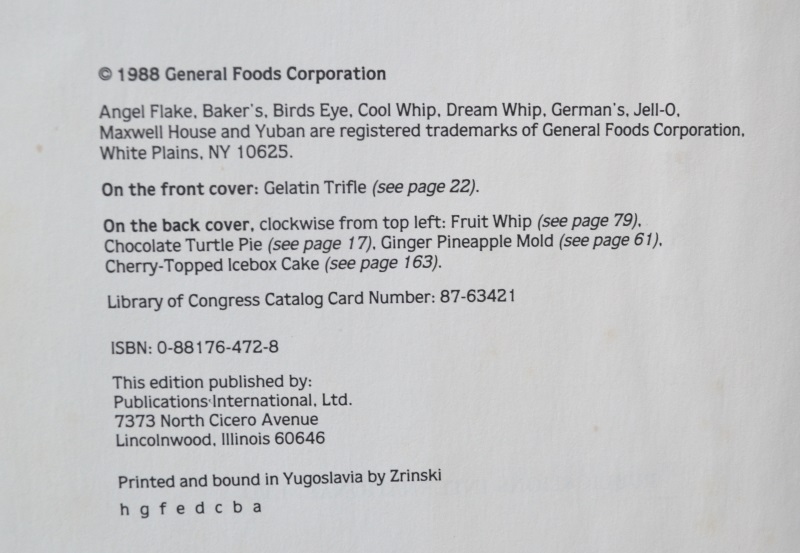 © 1988 General Foods Corporation
Angel Flake, Baker's, Birds Eye, Cool Whip, Dream Whip, German's, Jell-O,
Maxwell House and Yuban are registered trademarks of General Foods Corporation,
White Plains, NY 10625.
On the front cover: Gelatin Trifle (see page 22).
On the back cover, clockwise from top left: Fruit Whip (see page 79),
Chocolate Turtle Pie (see page 17), Ginger Pineapple Mold (see page 61),
Cherry-Topped Icebox Cake (see page 163).
Library of Congress Catalog Card Number: 87-63421
ISBN: 0-88176-472-8
This edition published by:
Publications International, Ltd.
7373 North Cicero Avenue
Lincolnwood, Illinois 60646
Printed and bound in Yugoslavia by Zrinski
h g f e d c b a